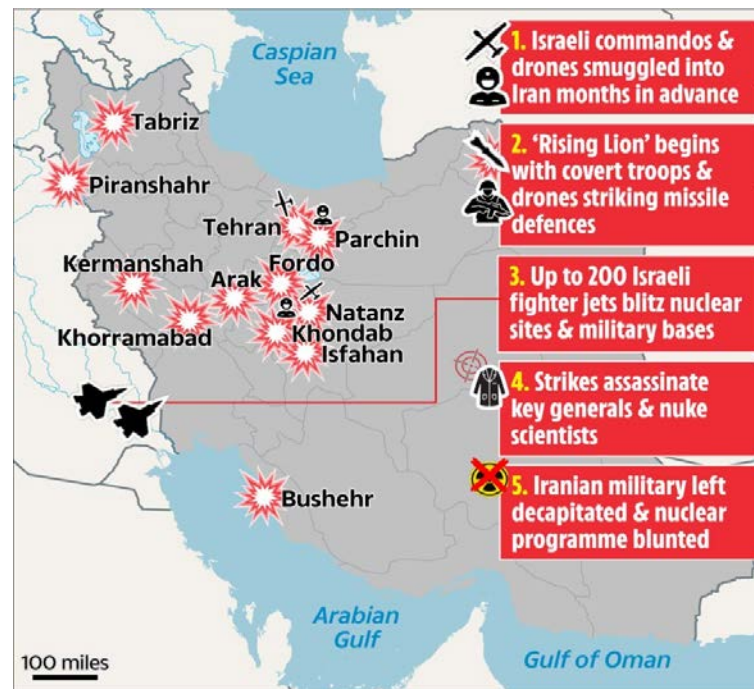 Caspian
Sea
Tabriz
Piranshahr
Tehran
Parchin
Kermanshah
Fordo
Arak
Natanz
Khorramabad
Khondab
Isfahan
Bushehr
Arabian
Gulf
Gulf of Oman
100 miles
1. Israeli commandos &
drones smuggled into
Iran months in advance
2. ‘Rising Lion’ begins
with covert troops &
drones striking missile
defences
3. Up to 200 Israeli
fighter jets blitz nuclear
sites & military bases
4. Strikes assassinate
key generals & nuke
scientists
5. Iranian military left
decapitated & nuclear
programme blunted